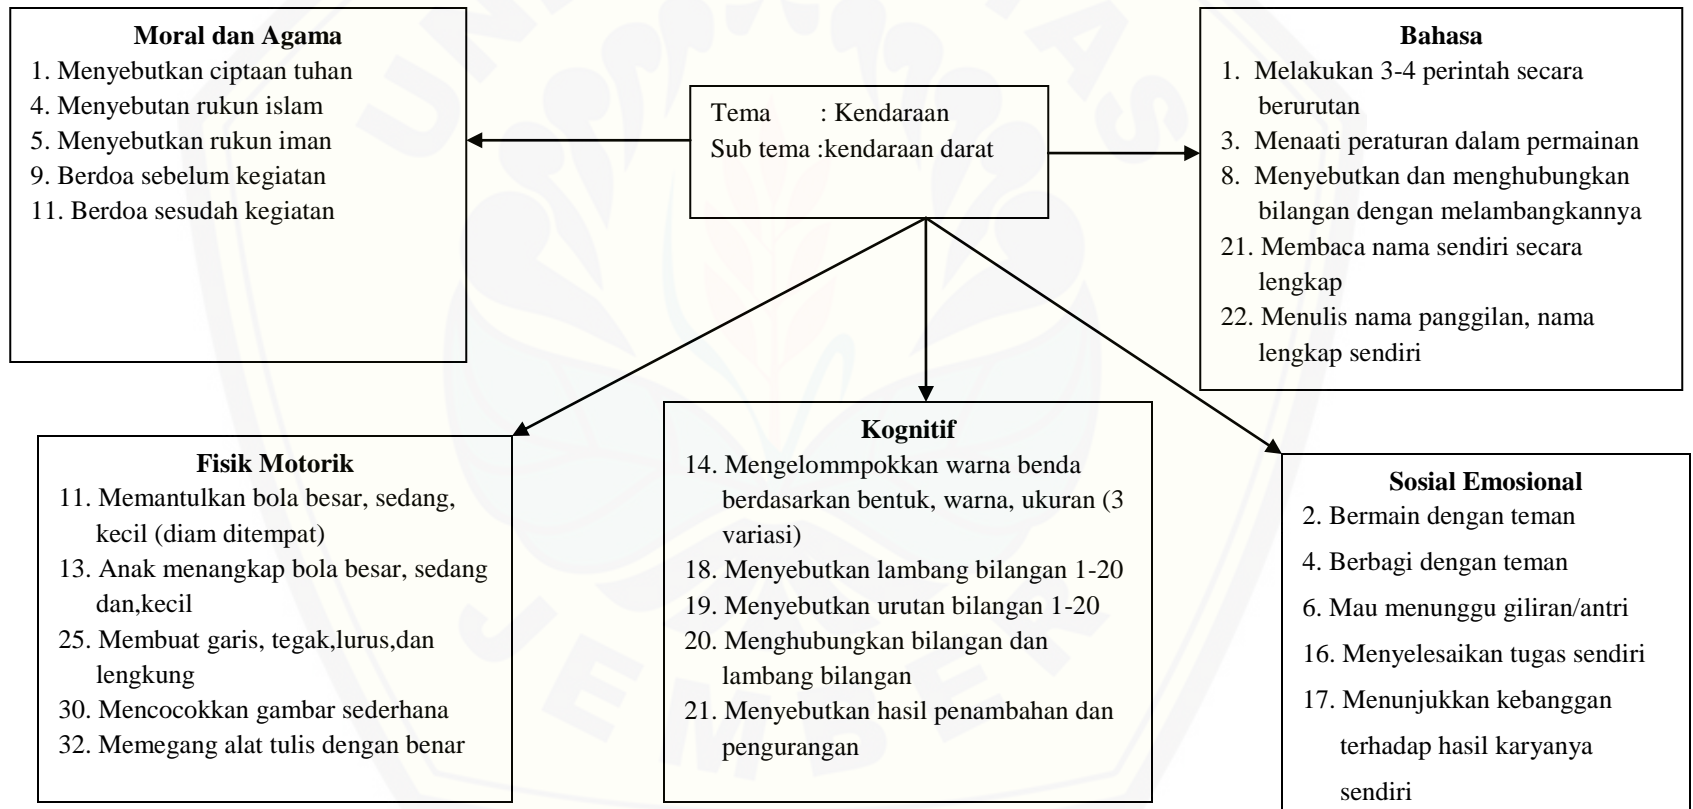 Moral dan Agama
1. Menyebutkan ciptaan tuhan
4. Menyebutan rukun islam
5. Menyebutkan rukun iman
9. Berdoa sebelum kegiatan
11. Berdoa sesudah kegiatan
Tema : Kendaraan
Sub tema :kendaraan darat
Bahasa
1. Melakukan 3-4 perintah secara
berurutan
3. Menaati peraturan dalam permainan
8. Menyebutkan dan menghubungkan
bilangan dengan melambangkannya
21. Membaca nama sendiri secara
lengkap
22. Menulis nama panggilan, nama
lengkap sendiri
Fisik Motorik
11. Memantulkan bola besar, sedang,
kecil (diam ditempat)
13. Anak menangkap bola besar, sedang
dan,kecil
25. Membuat garis, tegak,lurus,dan
lengkung
30. Mencocokkan gambar sederhana
32. Memegang alat tulis dengan benar
Kognitif
14. Mengelommpokkan warna benda
berdasarkan bentuk, warna, ukuran (3
variasi)
18. Menyebutkan lambang bilangan 1-20
19. Menyebutkan urutan bilangan 1-20
20. Menghubungkan bilangan dan
lambang bilangan
21. Menyebutkan hasil penambahan dan
pengurangan
Sosial Emosional
2. Bermain dengan teman
4. Berbagi dengan teman
6. Mau menunggu giliran/antri
16. Menyelesaikan tugas sendiri
17. Menunjukkan kebanggan
terhadap hasil karyanya
sendiri
JEMBER